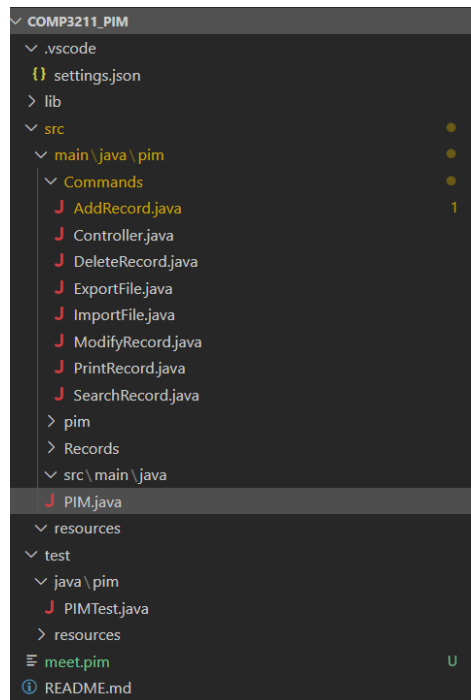 COMP3211_PIM
.vscode
{} settings.json
lib
src
main\java\pim
Commands
J AddRecord.java 1
J Controller.java
J DeleteRecord.java
J ExportFile.java
J ImportFile.java
J ModifyRecord.java
J PrintRecord.java
J SearchRecord.java
pim
Records
src\main\java
J PIM.java
resources
test
java\pim
J PIMTest.java
resources
meet.pim U
README.md